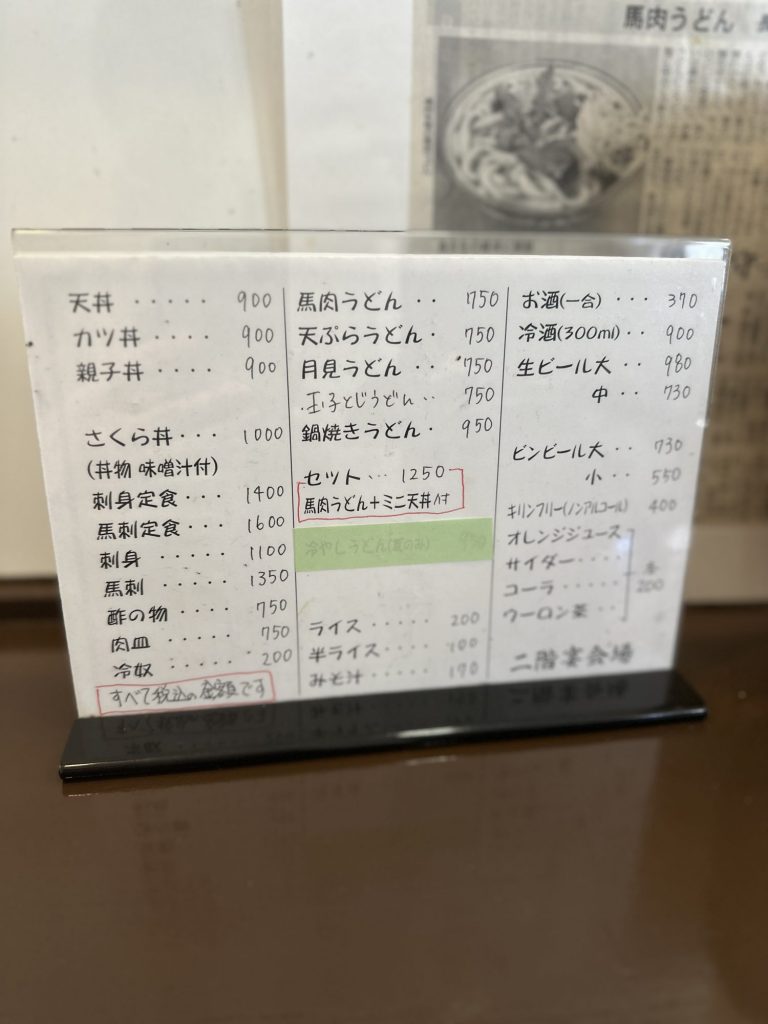 馬肉うどん
天丼 ····· 900
カツ丼 ···· 900
親子丼 ···· 900
さくら丼 ··· 1000
(丼物 味噌汁付)
刺身定食 ··· 1400
馬刺定食 ··· 1600
刺身 ····· 1100
馬刺 ····· 1350
酢の物 ····· 750
肉皿 ····· 750
冷奴 ····· 200
すべて税込の金額です
馬肉うどん ·· 750
天ぷらうどん · 750
月見うどん ·· 750
玉子とじうどん ·· 750
鍋焼きうどん · 950
セット ··· 1250
馬肉うどん+ミニ天丼付
冷やしうどん(夏のみ)
ライス ····· 200
半ライス ···· 100
みそ汁 ····· 170
お酒(一合) ··· 370
冷酒(300ml) ·· 900
生ビール大 ·· 980
中 ·· 730
ビンビール大 ·· 730
小 ·· 550
キリンフリー(ノンアルコール) 400
オレンジジュース
サイダー ·····
コーラ ····· 各200
ウーロン茶 ··
二階宴会場